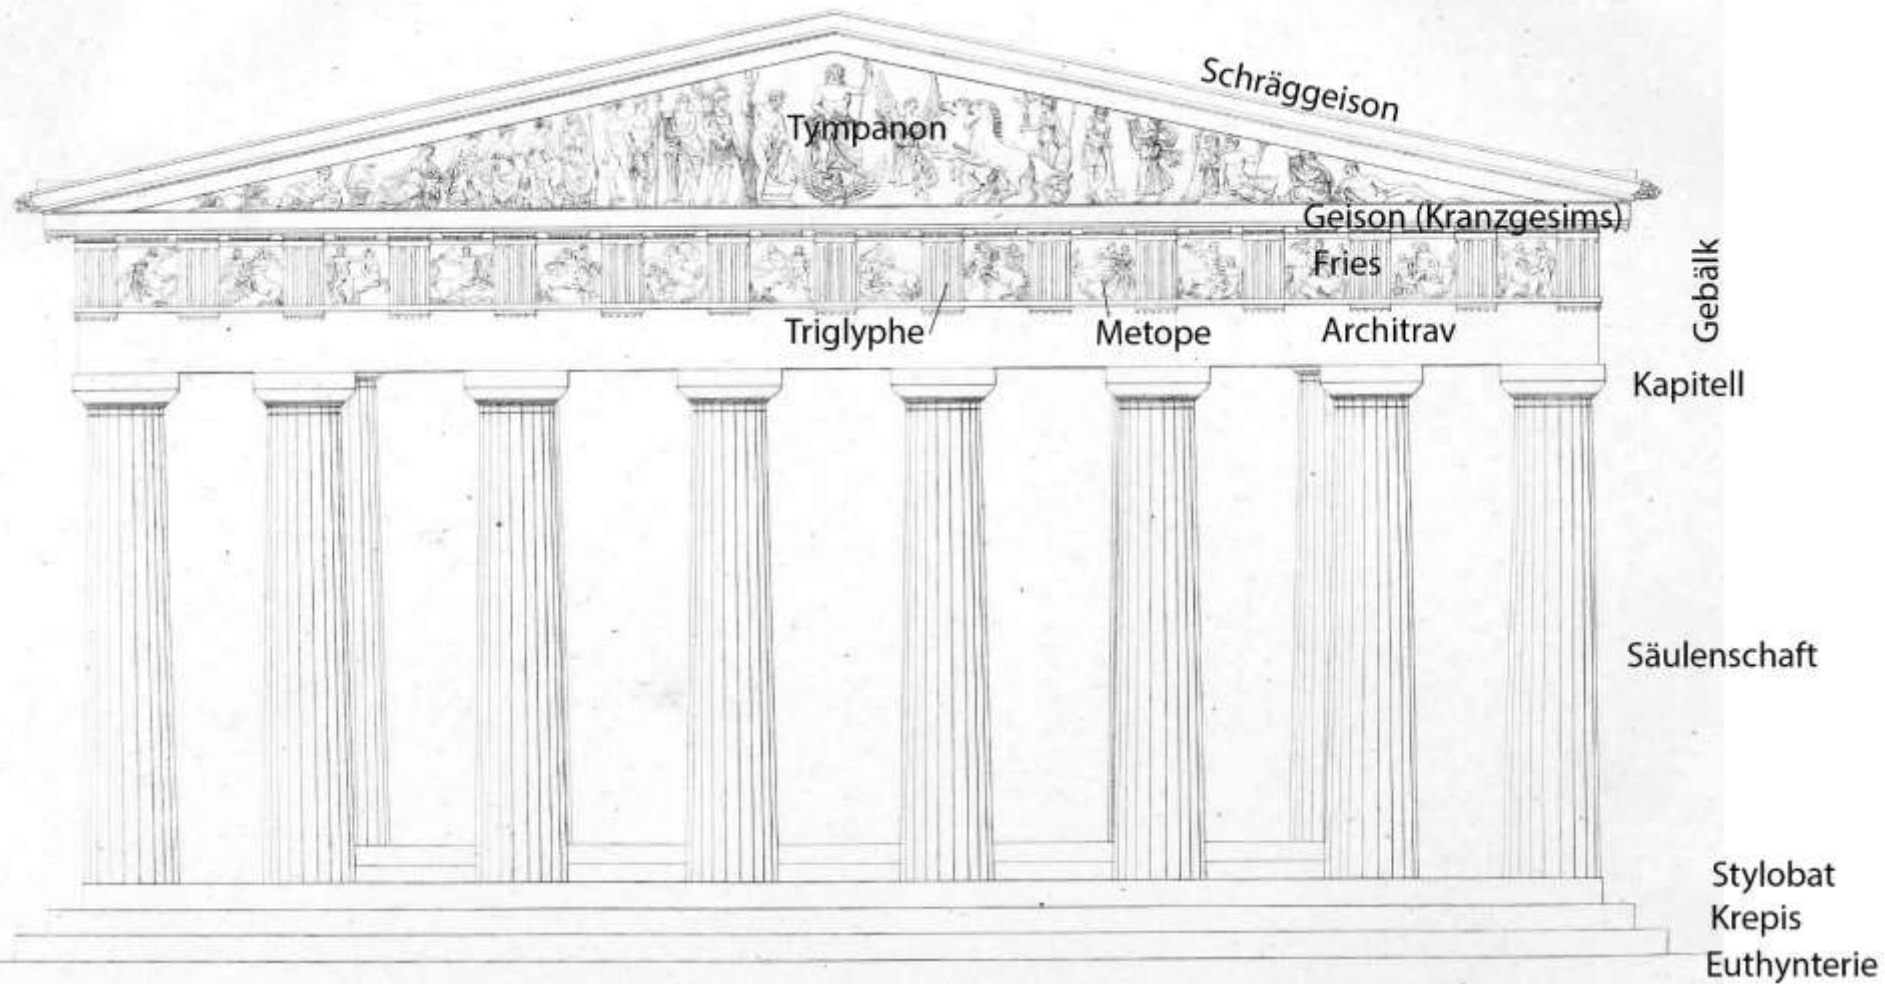 Schräggeison
Tympanon
Geison (Kranzgesims)
Gebälk
Fries
Triglyphe
Metope
Architrav
Kapitell
Säulenschaft
Stylobat
Krepis
Euthynterie